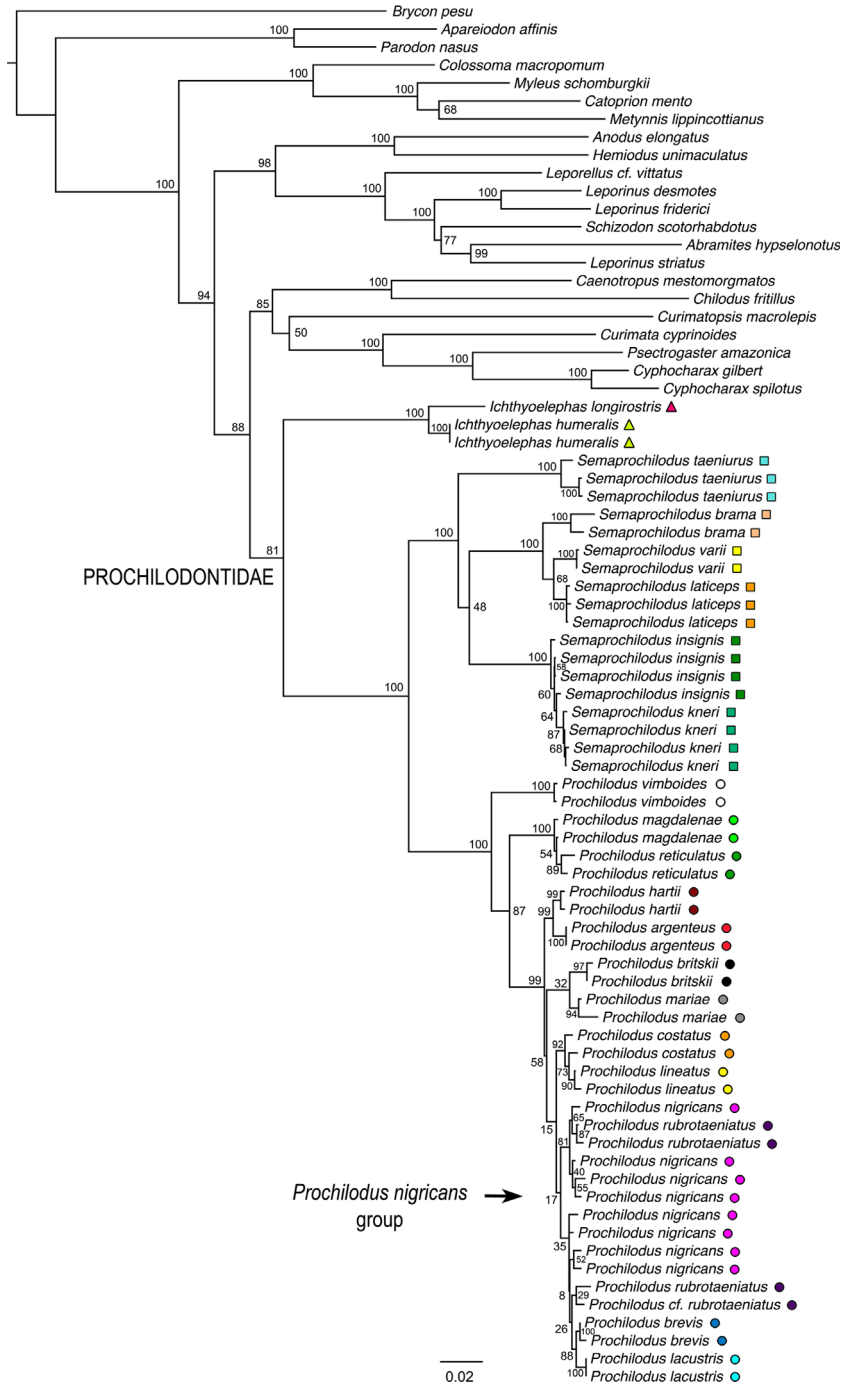 Brycon pesu
100
Apareiodon affinis
Parodon nasus
100
Colossoma macropomum
100
Myleus schomburgkii
68
Catoprion mento
Metynnis lippincottianus
100
98
100
Anodus elongatus
Hemiodus unimaculatus
100
Leporellus cf. vittatus
100
100
Leporinus desmotes
Leporinus friderici
77
Schizodon scotorhabdotus
99
Abramites hypselonotus
Leporinus striatus
94
85
100
Caenotropus mestomorgmatos
Chilodus fritillus
50
Curimatopsis macrolepis
100
Curimata cyprinoides
100
Psectrogaster amazonica
100
Cyphocharax gilbert
Cyphocharax spilotus
88
100
Ichthyoelephas longirostris
100
Ichthyoelephas humeralis
Ichthyoelephas humeralis
81
PROCHILODONTIDAE
100
100
100
Semaprochilodus taeniurus
100
Semaprochilodus taeniurus
Semaprochilodus taeniurus
48
100
100
Semaprochilodus brama
Semaprochilodus brama
68
100
Semaprochilodus varii
Semaprochilodus varii
100
Semaprochilodus laticeps
Semaprochilodus laticeps
Semaprochilodus laticeps
100
Semaprochilodus insignis
58
Semaprochilodus insignis
Semaprochilodus insignis
60
Semaprochilodus insignis
64
Semaprochilodus kneri
87
Semaprochilodus kneri
68
Semaprochilodus kneri
Semaprochilodus kneri
100
100
Prochilodus vimboides
Prochilodus vimboides
87
100
Prochilodus magdalenae
Prochilodus magdalenae
54
Prochilodus reticulatus
89
Prochilodus reticulatus
99
99
99
Prochilodus hartii
Prochilodus hartii
100
Prochilodus argenteus
Prochilodus argenteus
58
32
97
Prochilodus britskii
Prochilodus britskii
94
Prochilodus mariae
Prochilodus mariae
15
92
Prochilodus costatus
73
Prochilodus costatus
90
Prochilodus lineatus
Prochilodus lineatus
17
81
65
Prochilodus nigricans
87
Prochilodus rubrotaeniatus
Prochilodus rubrotaeniatus
40
Prochilodus nigricans
55
Prochilodus nigricans
Prochilodus nigricans
Prochilodus nigricans
group
35
Prochilodus nigricans
Prochilodus nigricans
52
Prochilodus nigricans
Prochilodus nigricans
8
29
Prochilodus rubrotaeniatus
Prochilodus cf. rubrotaeniatus
26
100
Prochilodus brevis
Prochilodus brevis
88
100
Prochilodus lacustris
Prochilodus lacustris
0.02